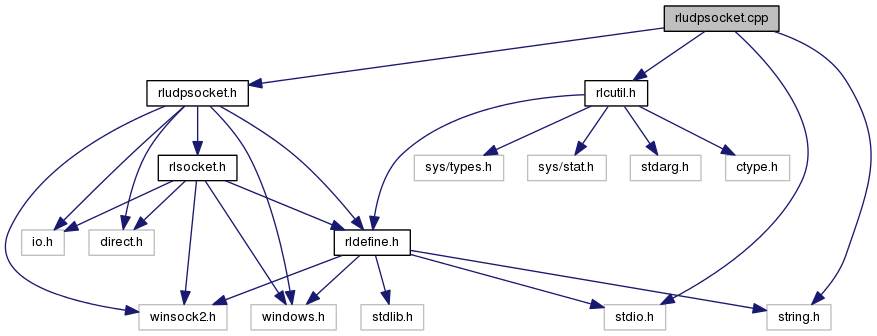 rludpsocket.cpp
rludpsocket.h
rlcutil.h
rlsocket.h
sys/types.h
sys/stat.h
stdarg.h
ctype.h
io.h
direct.h
rldefine.h
winsock2.h
windows.h
stdlib.h
stdio.h
string.h